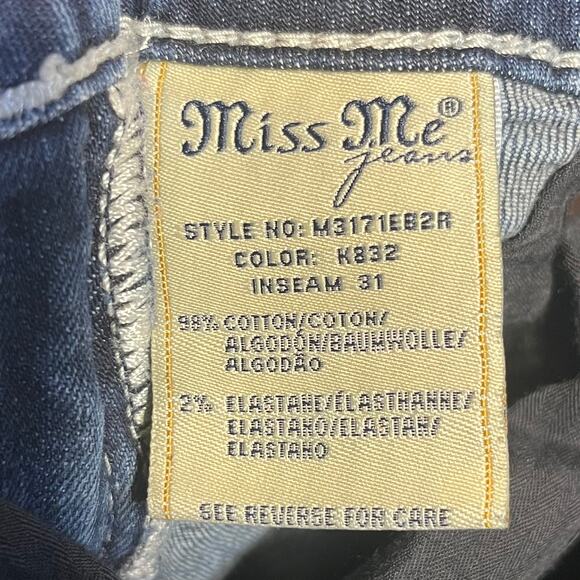 Miss Me®
jeans
STYLE NO: M3171EB2R
COLOR: K832
INSEAM 31
98% COTTON/COTON/
ALGODÓN/BAUMWOLLE/
ALGODÃO
2% ELASTANE/ÉLASTHANNE/
ELASTANO/ELASTAN/
ELASTANO
SEE REVERSE FOR CARE